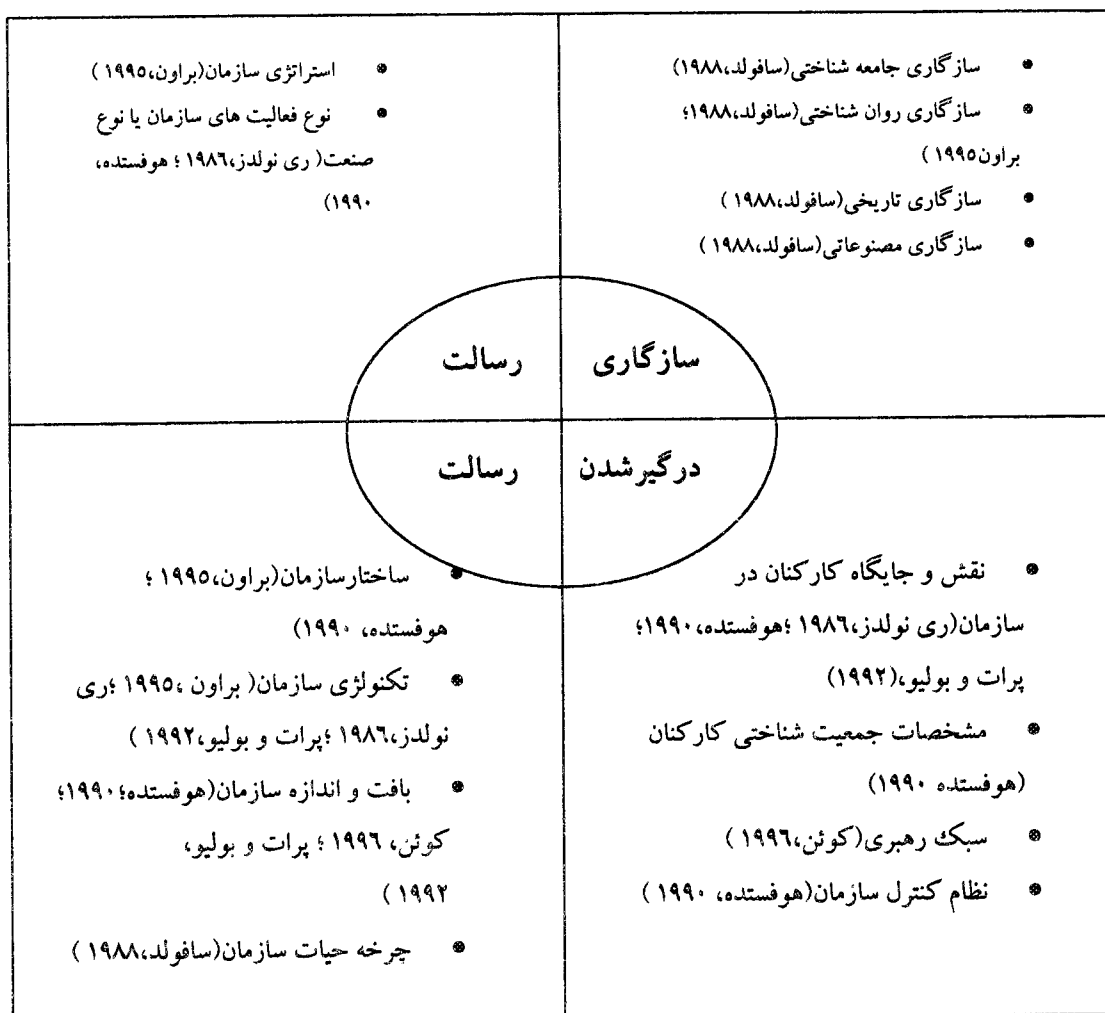 سازگاری جامعه شناختی(سافولد،۱۹۸۸)
سازگاری روان شناختی(سافولد،۱۹۸۸؛
براون۱۹۹۵ )
سازگاری تاریخی(سافولد،۱۹۸۸ )
سازگاری مصنوعاتی(سافولد،۱۹۸۸ )
استراتژی سازمان(براون،۱۹۹۵ )
نوع فعالیت های سازمان یا نوع
صنعت( ری نولدز،۱۹۸۶ ؛ هوفستده،
۱۹۹۰)
سازگاری
رسالت
درگیرشدن
رسالت
نقش و جایگاه کارکنان در
سازمان(ری نولدز،۱۹۸۶ ؛هوفستده،۱۹۹۰؛
پرات و بولیو،(۱۹۹۲)
مشخصات جمعیت شناختی کارکنان
(هوفستده ۱۹۹۰)
سبک رهبری(کوئن،۱۹۹۶ )
نظام کنترل سازمان(هوفستده، ۱۹۹۰ )
ساختارسازمان(براون،۱۹۹۵ ؛
هوفستده، ۱۹۹۰)
تکنولژی سازمان( براون ،۱۹۹۵ ؛ری
نولدز،۱۹۸۶ ؛پرات و بولیو،۱۹۹۲ )
بافت و اندازه سازمان(هوفستده؛۱۹۹۰؛
کوئن، ۱۹۹۶ ؛ پرات و بولیو،
۱۹۹۲ )
چرخه حیات سازمان(سافولد،۱۹۸۸ )